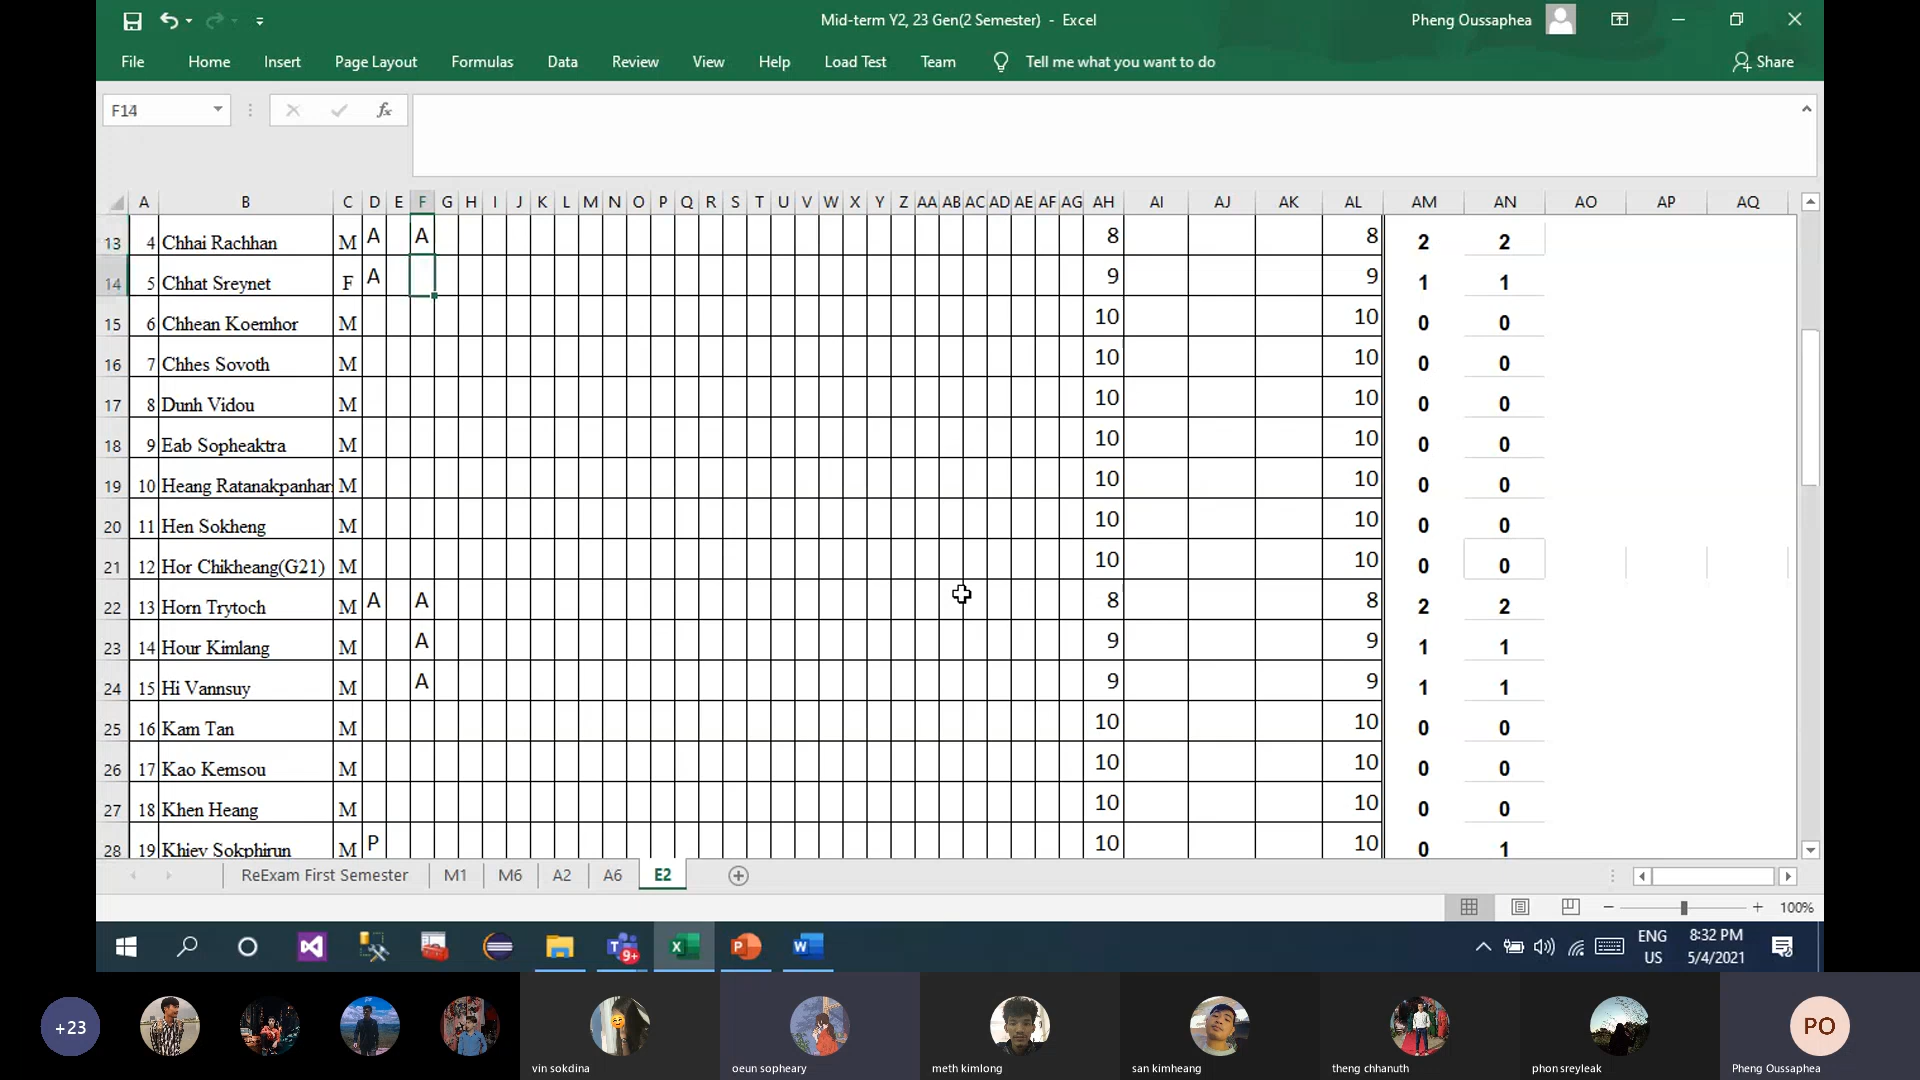 Mid-term Y2, 23 Gen(2 Semester) - Excel
Pheng Oussaphea
File Home Insert Page Layout Formulas Data Review View Help Load Test Team Tell me what you want to do Share
F14 fx
A B C D E F G H I J K L M N O P Q R S T U V W X Y Z AA AB AC AD AE AF AG AH AI AJ AK AL AM AN AO AP AQ
13 4 Chhai Rachhan M A A 8 8 2 2
14 5 Chhat Sreynet F A 9 9 1 1
15 6 Chhean Koemhor M 10 10 0 0
16 7 Chhes Sovoth M 10 10 0 0
17 8 Dunh Vidou M 10 10 0 0
18 9 Eab Sopheaktra M 10 10 0 0
19 10 Heang Ratanakpanhar M 10 10 0 0
20 11 Hen Sokheng M 10 10 0 0
21 12 Hor Chikheang(G21) M 10 10 0 0
22 13 Horn Trytoch M A A 8 8 2 2
23 14 Hour Kimlang M A 9 9 1 1
24 15 Hi Vannsuy M A 9 9 1 1
25 16 Kam Tan M 10 10 0 0
26 17 Kao Kemsou M 10 10 0 0
27 18 Khen Heang M 10 10 0 0
28 19 Khiev Sokphirun M P 10 10 0 1
ReExam First Semester M1 M6 A2 A6 E2
100%
9+
ENG
US
8:32 PM
5/4/2021
+23
PO
vin sokdina
oeun sopheary
meth kimlong
san kimheang
theng chhanuth
phon sreyleak
Pheng Oussaphea